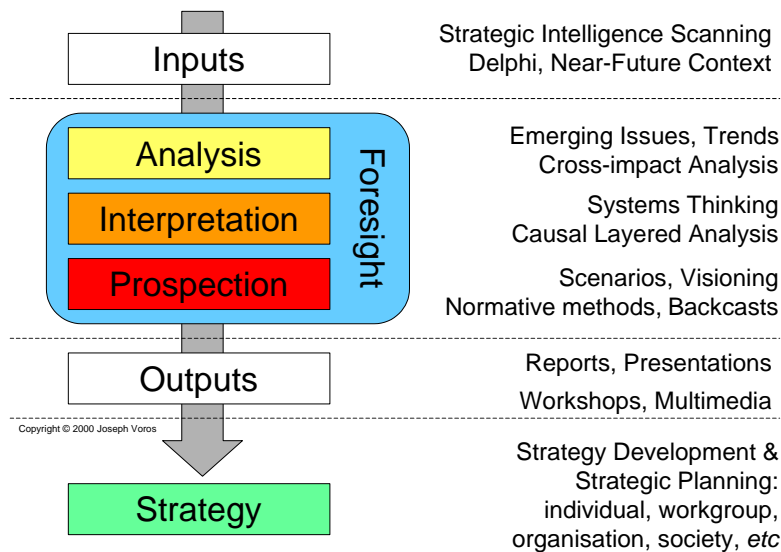 Inputs
Strategic Intelligence Scanning
Delphi, Near-Future Context
Foresight
Analysis
Emerging Issues, Trends
Cross-impact Analysis
Interpretation
Systems Thinking
Causal Layered Analysis
Prospection
Scenarios, Visioning
Normative methods, Backcasts
Outputs
Reports, Presentations
Workshops, Multimedia
Copyright © 2000 Joseph Voros
Strategy
Strategy Development &
Strategic Planning:
individual, workgroup,
organisation, society, etc